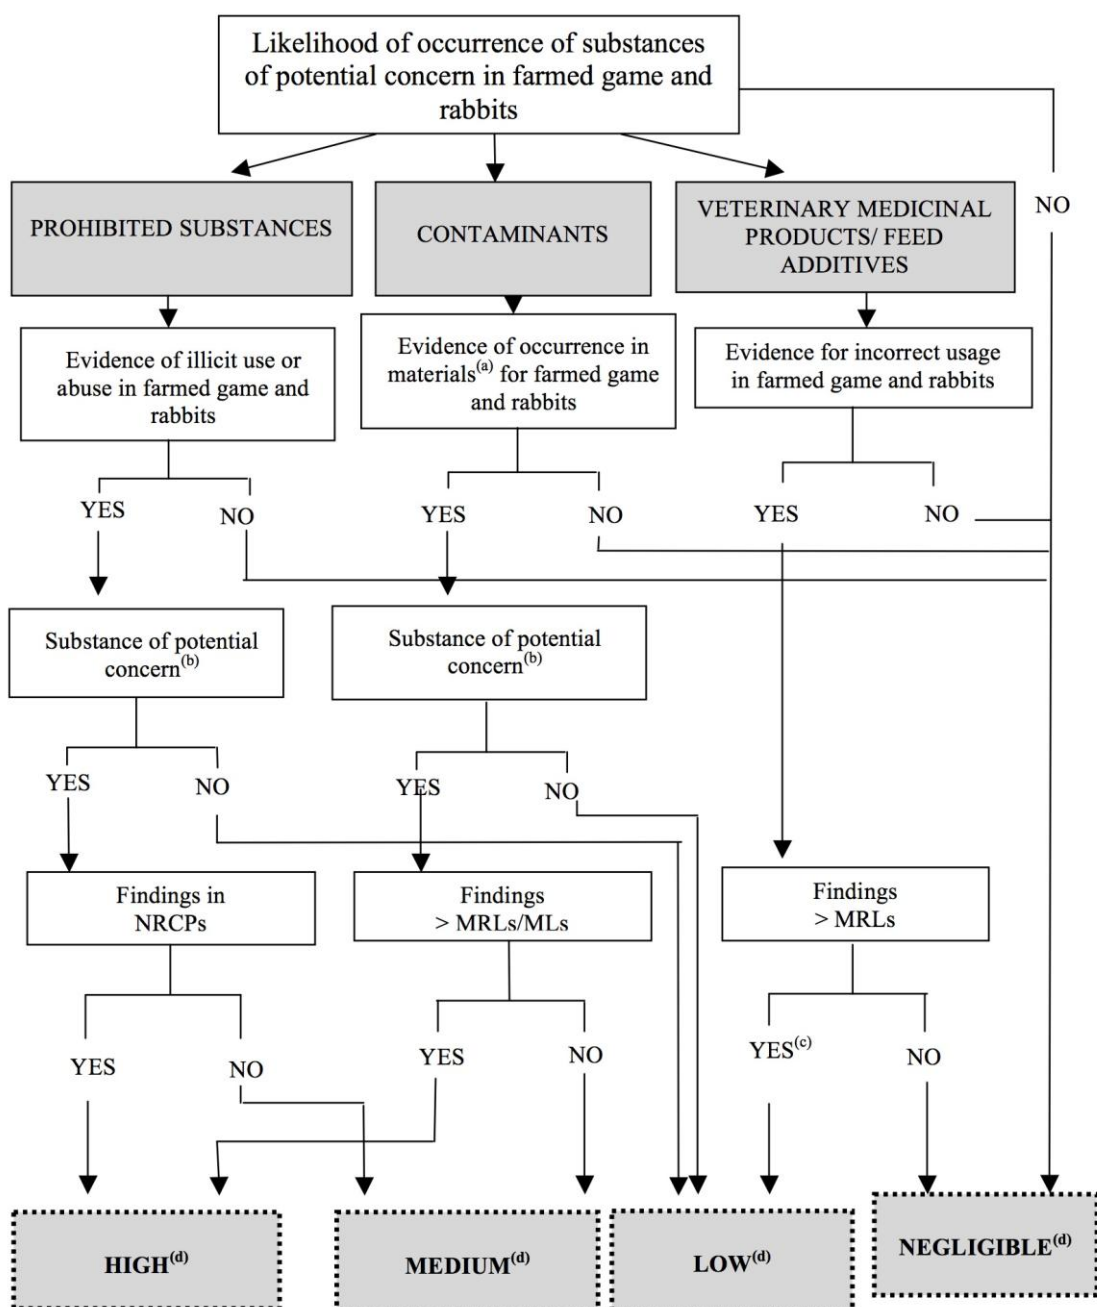 Likelihood of occurrence of substances
of potential concern in farmed game and
rabbits
NO
PROHIBITED SUBSTANCES
CONTAMINANTS
VETERINARY MEDICINAL
PRODUCTS/ FEED
ADDITIVES
Evidence of illicit use or
abuse in farmed game and
rabbits
Evidence of occurrence in
materials(a) for farmed game
and rabbits
Evidence for incorrect usage
in farmed game and rabbits
YES
NO
YES
NO
YES
NO
Substance of potential
concern(b)
Substance of potential
concern(b)
YES
NO
YES
NO
Findings in
NRCPs
Findings
> MRLs/MLs
Findings
> MRLs
YES
NO
YES
NO
YES(c)
NO
HIGH(d)
MEDIUM(d)
LOW(d)
NEGLIGIBLE(d)